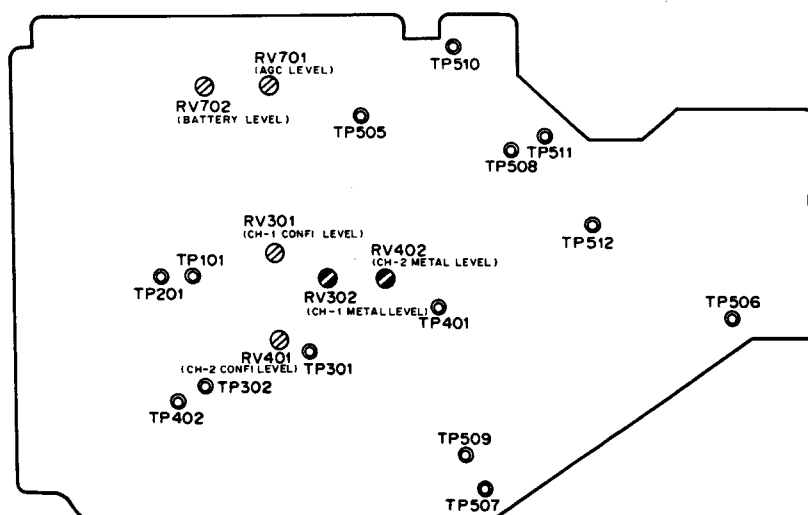 RV701
(AGC LEVEL)
TP510
RV702
(BATTERY LEVEL)
TP505
TP511
TP508
RV301
(CH-1 CONFI LEVEL)
RV402
(CH-2 METAL LEVEL)
TP512
TP101
TP201
RV302
(CH-1 METAL LEVEL)
TP401
TP506
RV401
(CH-2 CONFI LEVEL)
TP301
TP302
TP402
TP509
TP507